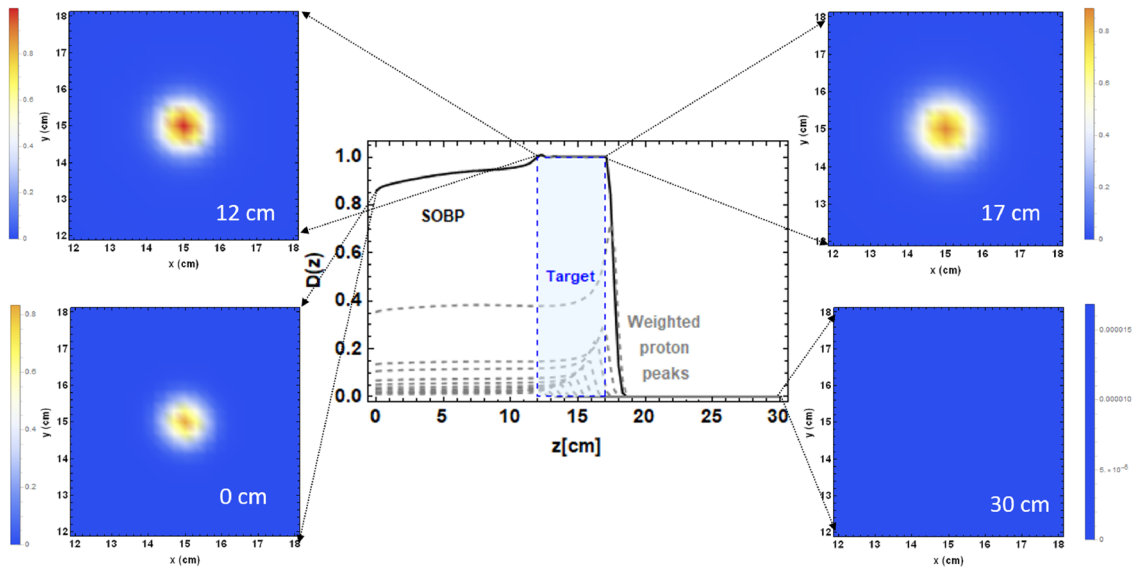 18
17
16
15
14
13
12
y (cm)
12 13 14 15 16 17 18
x (cm)
0.8
0.6
0.4
0.2
0
12 cm
18
17
16
15
14
13
12
y (cm)
12 13 14 15 16 17 18
x (cm)
0.8
0.6
0.4
0.2
0
17 cm
1.0
0.8
0.6
0.4
0.2
0.0
D(z)
SOBP
Target
Weighted
proton
peaks
0 5 10 15 20 25 30
z[cm]
18
17
16
15
14
13
12
y (cm)
12 13 14 15 16 17 18
x (cm)
0.8
0.6
0.4
0.2
0
0 cm
18
17
16
15
14
13
12
y (cm)
12 13 14 15 16 17 18
x (cm)
0.000015
0.000010
5.×10⁻⁶
0
30 cm